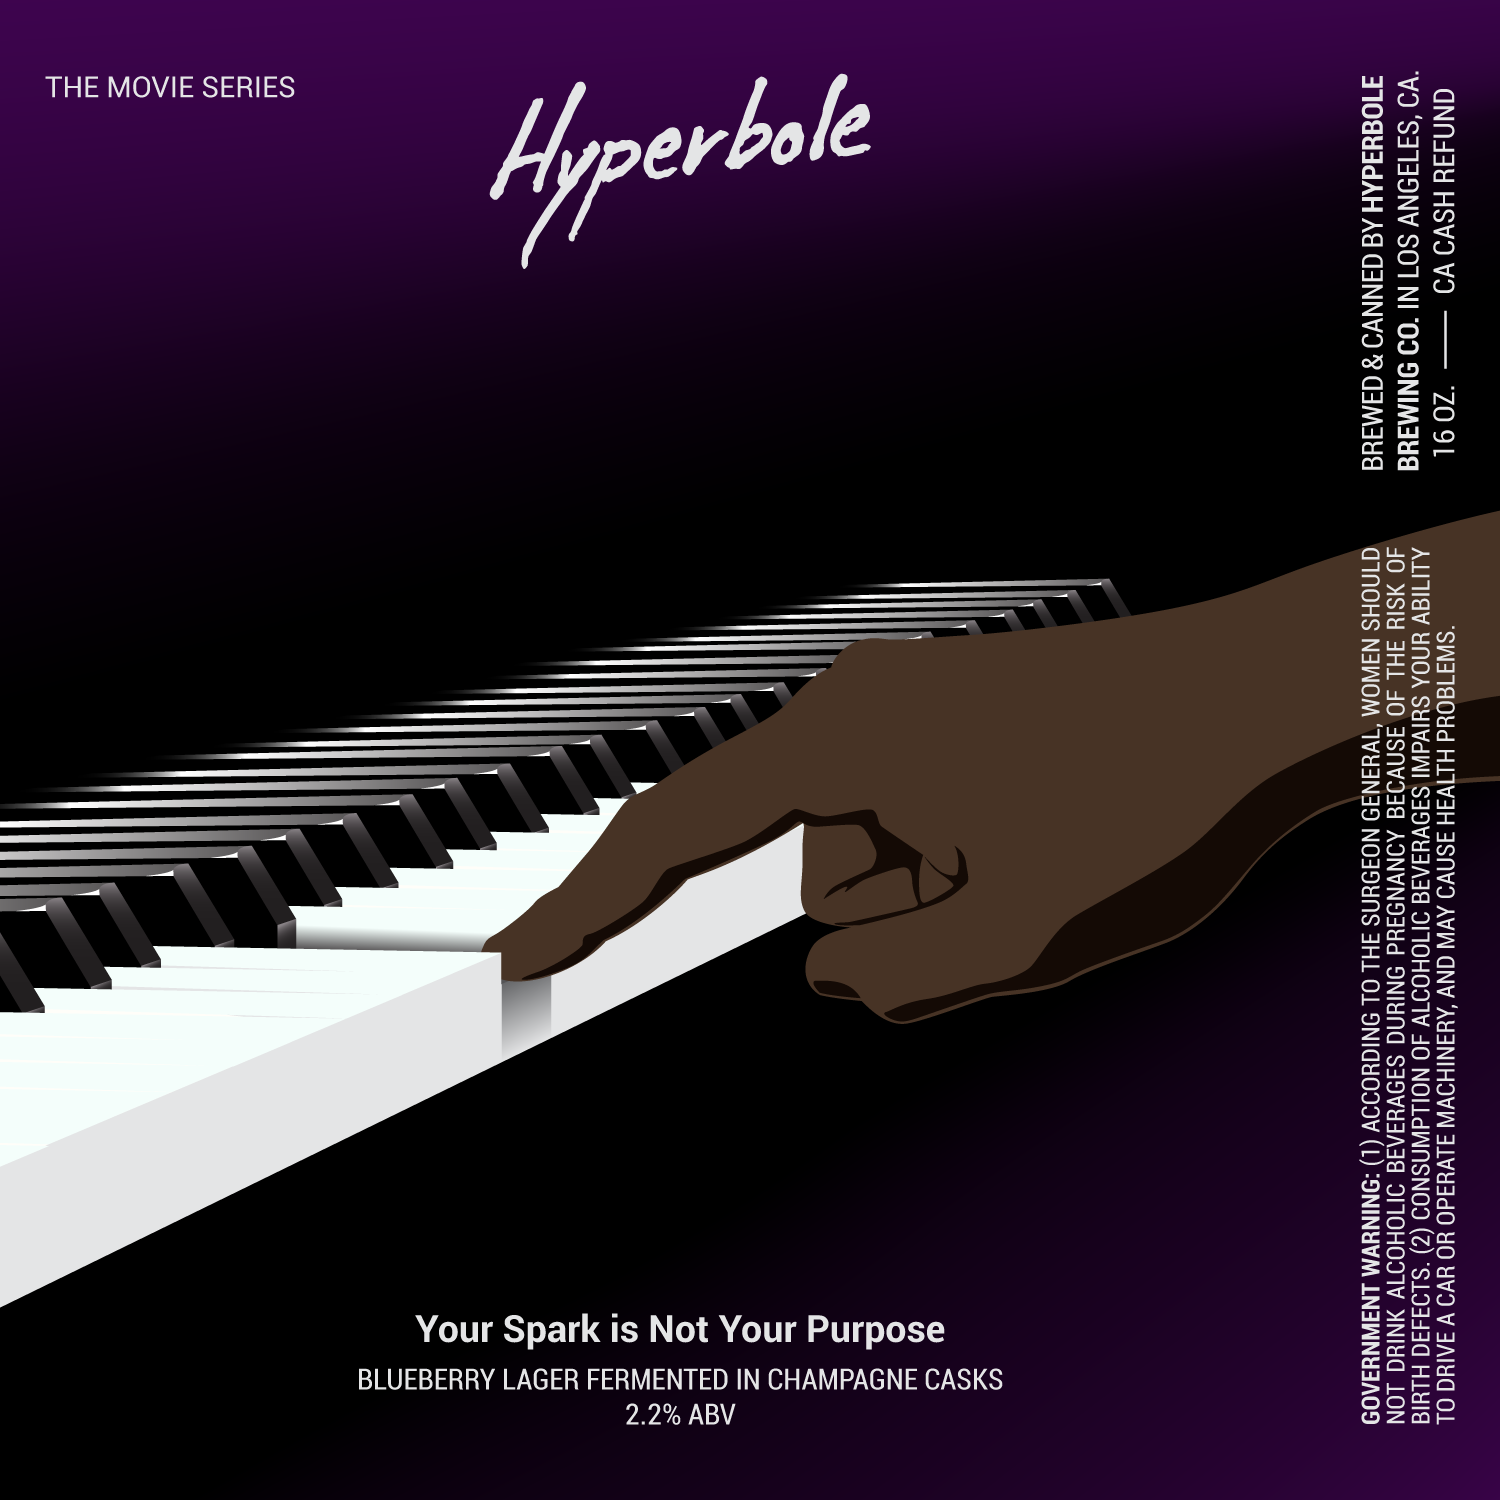 THE MOVIE SERIES
Hyperbole
BREWED & CANNED BY HYPERBOLE
BREWING CO. IN LOS ANGELES, CA.
16 OZ. —— CA CASH REFUND
GOVERNMENT WARNING: (1) ACCORDING TO THE SURGEON GENERAL, WOMEN SHOULD
NOT DRINK ALCOHOLIC BEVERAGES DURING PREGNANCY BECAUSE OF THE RISK OF
BIRTH DEFECTS. (2) CONSUMPTION OF ALCOHOLIC BEVERAGES IMPAIRS YOUR ABILITY
TO DRIVE A CAR OR OPERATE MACHINERY, AND MAY CAUSE HEALTH PROBLEMS.
Your Spark is Not Your Purpose
BLUEBERRY LAGER FERMENTED IN CHAMPAGNE CASKS
2.2% ABV